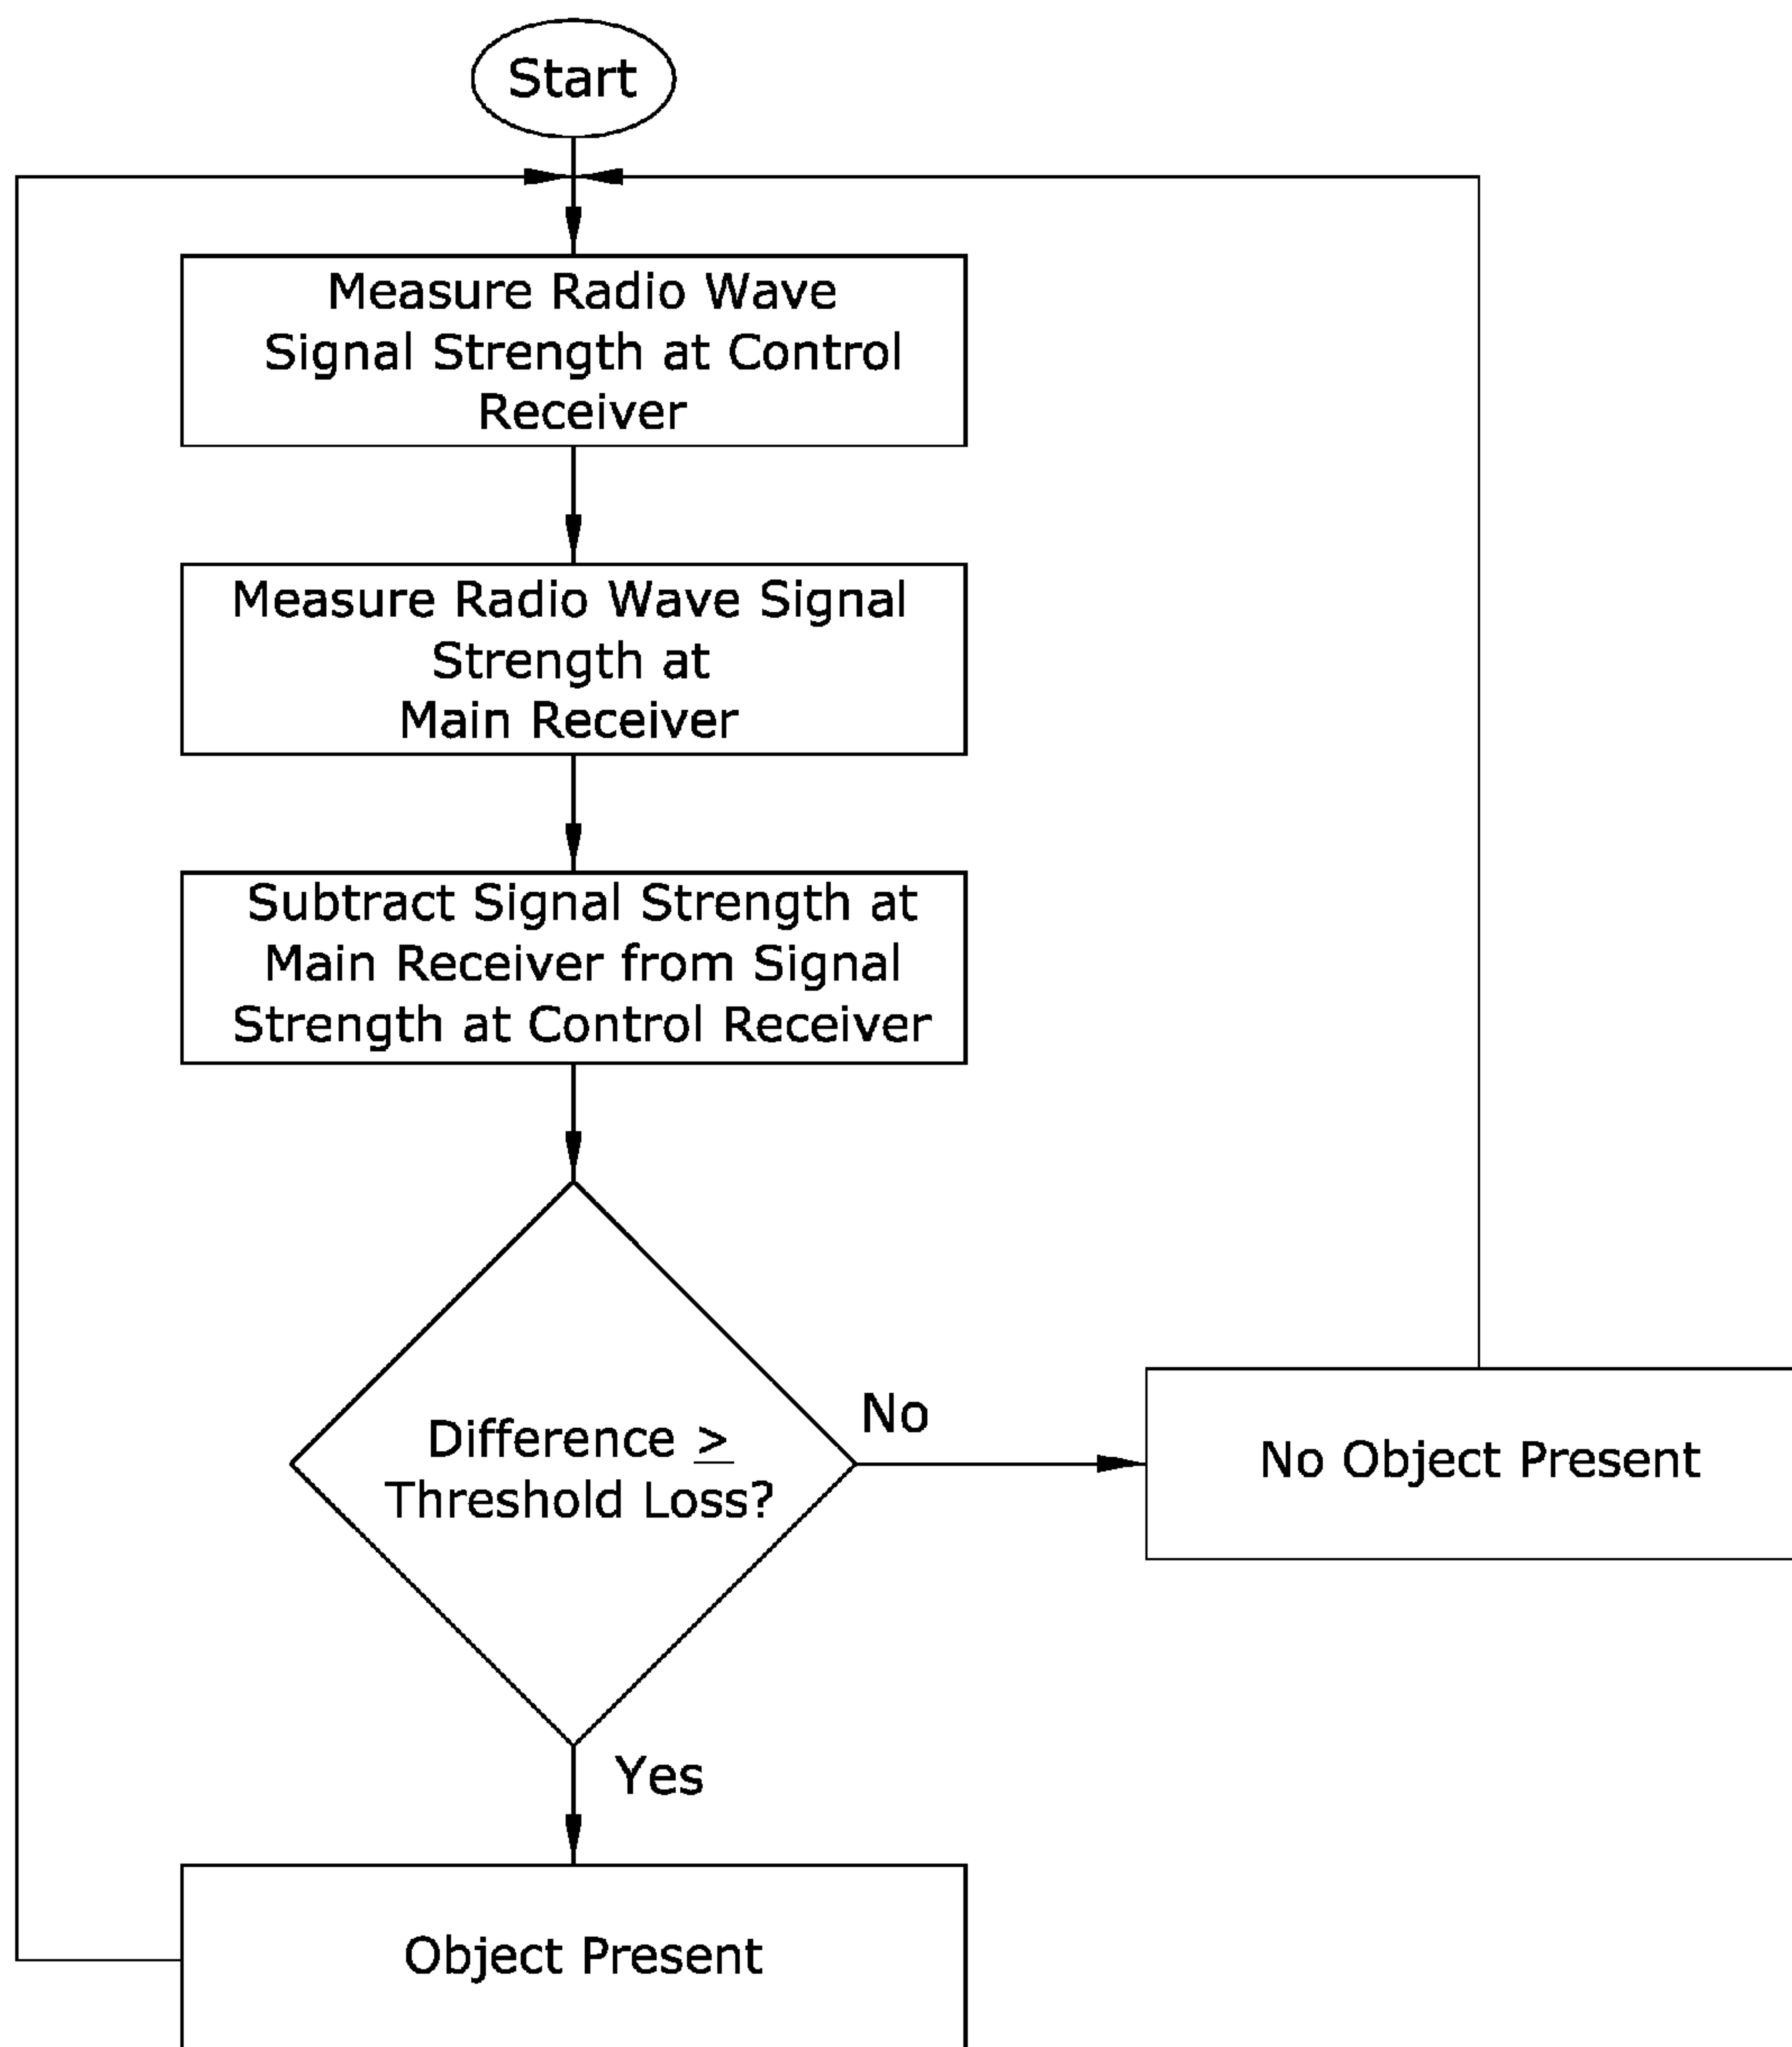 Start
Measure Radio Wave
Signal Strength at Control
Receiver
Measure Radio Wave Signal
Strength at
Main Receiver
Subtract Signal Strength at
Main Receiver from Signal
Strength at Control Receiver
Difference ≥
Threshold Loss?
No
No Object Present
Yes
Object Present